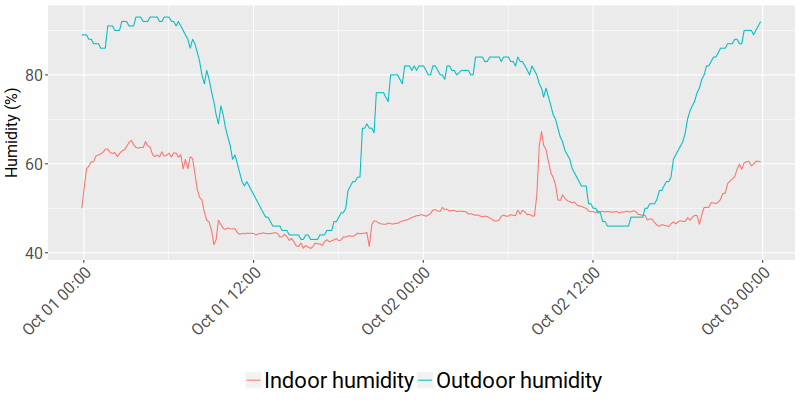 Humidity (%)
80
60
40
Oct 01 00:00
Oct 01 12:00
Oct 02 00:00
Oct 02 12:00
Oct 03 00:00
Indoor humidity
Outdoor humidity